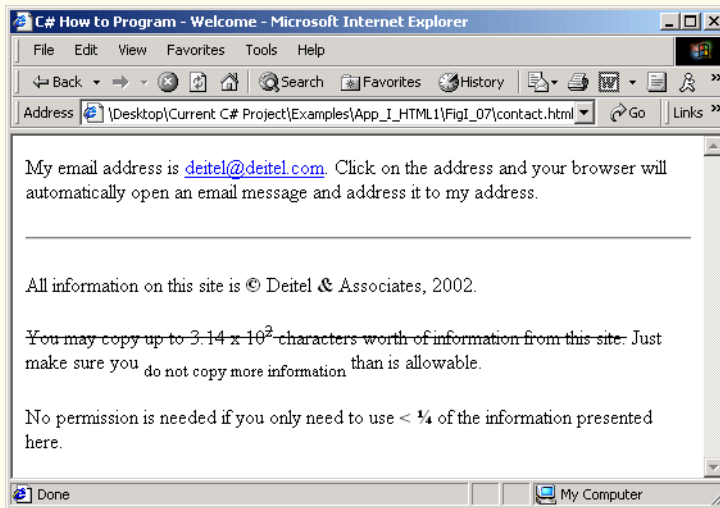 C# How to Program - Welcome - Microsoft Internet Explorer
File Edit View Favorites Tools Help
Back Search Favorites History »
Address \Desktop\Current C# Project\Examples\App_I_HTML1\FigI_07\contact.html Go Links »
My email address is deitel@deitel.com. Click on the address and your browser will
automatically open an email message and address it to my address.
All information on this site is © Deitel & Associates, 2002.
You may copy up to 3.14 x 10² characters worth of information from this site. Just
make sure you do not copy more information than is allowable.
No permission is needed if you only need to use < ¼ of the information presented
here.
Done My Computer